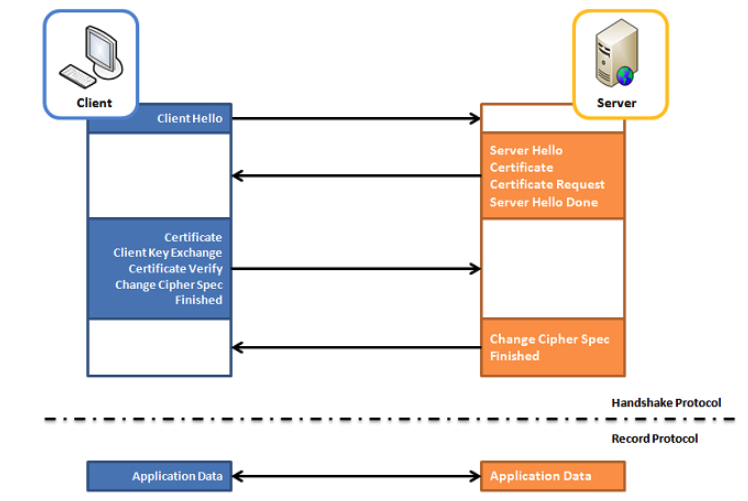 Client
Server
Client Hello
Server Hello
Certificate
Certificate Request
Server Hello Done
Certificate
Client Key Exchange
Certificate Verify
Change Cipher Spec
Finished
Change Cipher Spec
Finished
Handshake Protocol
Record Protocol
Application Data
Application Data